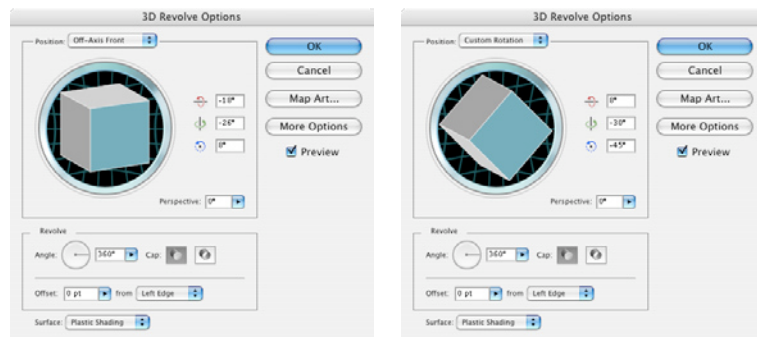 3D Revolve Options
Position: Off-Axis Front
OK
Cancel
Map Art...
More Options
Preview
-18°
-26°
8°
Perspective: 0°
Revolve
Angle: 360° Cap:
Offset: 0 pt from Left Edge
Surface: Plastic Shading
3D Revolve Options
Position: Custom Rotation
OK
Cancel
Map Art...
More Options
Preview
0°
-30°
-45°
Perspective: 0°
Revolve
Angle: 360° Cap:
Offset: 0 pt from Left Edge
Surface: Plastic Shading